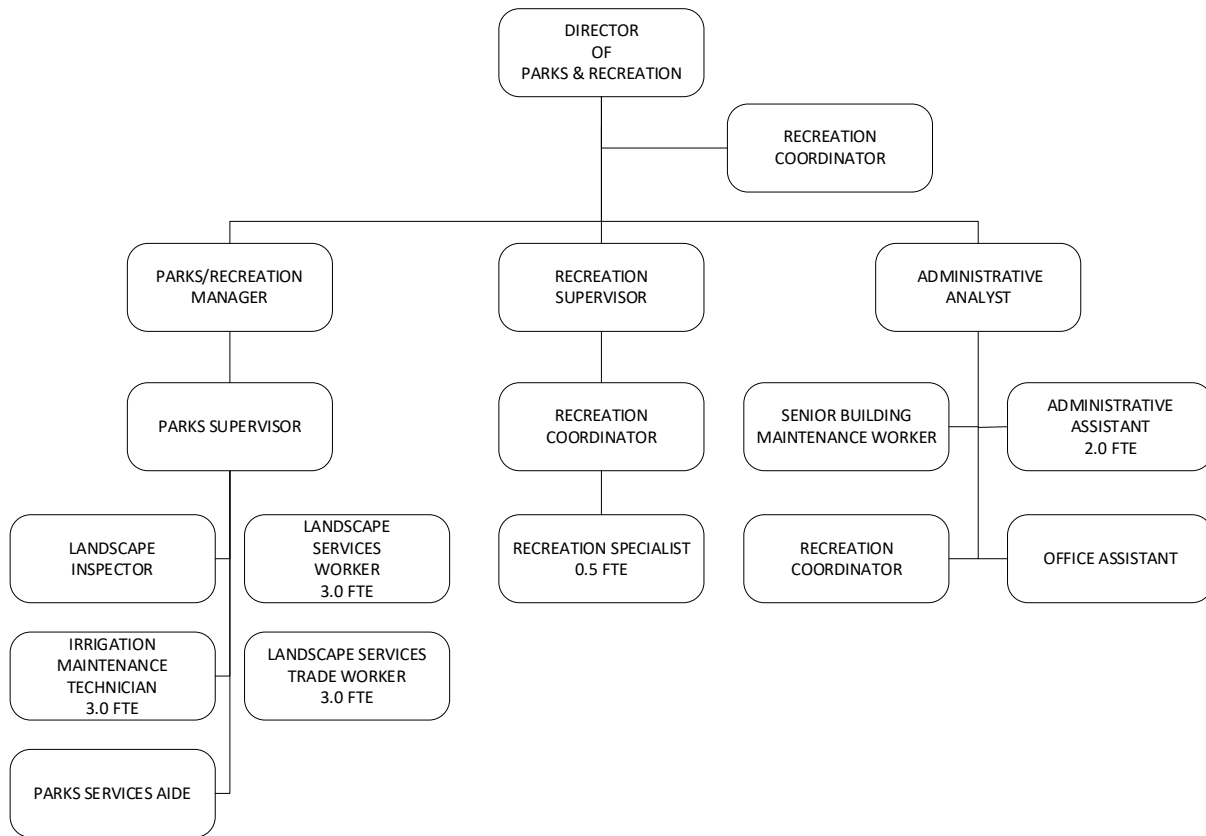 DIRECTOR
OF
PARKS & RECREATION
RECREATION
COORDINATOR
PARKS/RECREATION
MANAGER
RECREATION
SUPERVISOR
ADMINISTRATIVE
ANALYST
PARKS SUPERVISOR
RECREATION
COORDINATOR
SENIOR BUILDING
MAINTENANCE WORKER
ADMINISTRATIVE
ASSISTANT
2.0 FTE
LANDSCAPE
INSPECTOR
LANDSCAPE
SERVICES
WORKER
3.0 FTE
RECREATION SPECIALIST
0.5 FTE
RECREATION
COORDINATOR
OFFICE ASSISTANT
IRRIGATION
MAINTENANCE
TECHNICIAN
3.0 FTE
LANDSCAPE SERVICES
TRADE WORKER
3.0 FTE
PARKS SERVICES AIDE